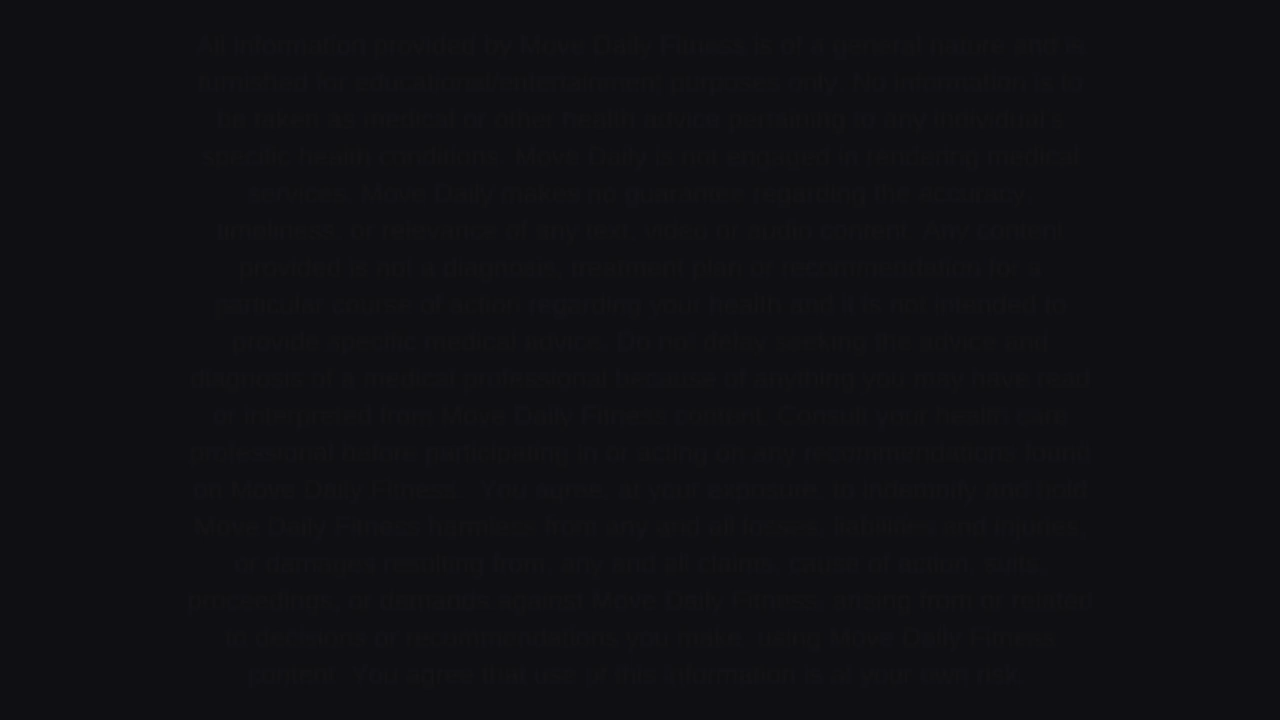 All information provided by Move Daily Fitness is of a general nature and is
furnished for educational/entertainment purposes only. No information is to
be taken as medical or other health advice pertaining to any individual's
specific health conditions. Move Daily is not engaged in rendering medical
services. Move Daily makes no guarantee regarding the accuracy,
timeliness, or relevance of any text, video or audio content. Any content
provided is not a diagnosis, treatment plan or recommendation for a
particular course of action regarding your health and it is not intended to
provide specific medical advice. Do not delay seeking the advice and
diagnosis of a medical professional because of anything you may have read
or interpreted from Move Daily Fitness content. Consult your health care
professional before participating in or acting on any recommendations found
on Move Daily Fitness. You agree, at your exposure, to indemnify and hold
Move Daily Fitness harmless from any and all losses, liabilities and injuries,
or damages resulting from, any and all claims, cause of action, suits,
proceedings, or demands against Move Daily Fitness, arising from or related
to decisions or recommendations you make, using Move Daily Fitness
content. You agree that use of this information is at your own risk.